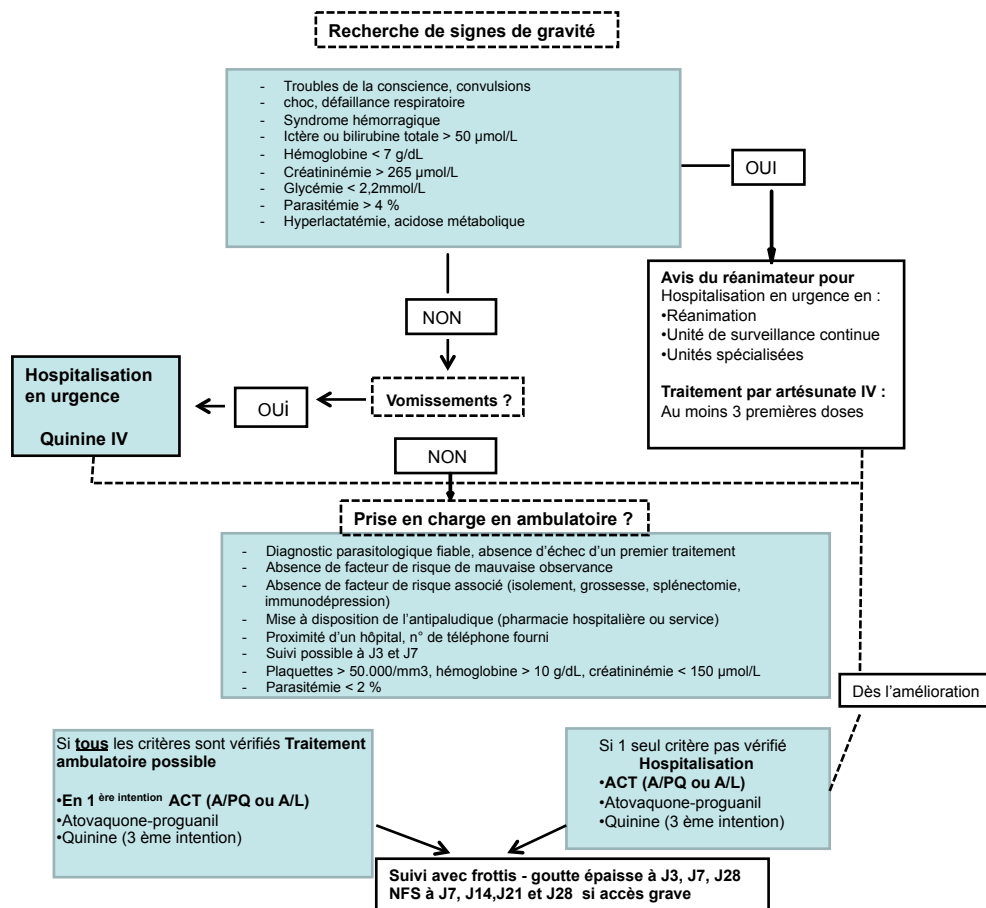 Recherche de signes de gravité
- Troubles de la conscience, convulsions
- choc, défaillance respiratoire
- Syndrome hémorragique
- Ictère ou bilirubine totale > 50 µmol/L
- Hémoglobine < 7 g/dL
- Créatininémie > 265 µmol/L
- Glycémie < 2,2mmol/L
- Parasitémie > 4 %
- Hyperlactatémie, acidose métabolique
OUI
Avis du réanimateur pour
Hospitalisation en urgence en :
•Réanimation
•Unité de surveillance continue
•Unités spécialisées
Traitement par artésunate IV :
Au moins 3 premières doses
NON
Vomissements ?
OUi
Hospitalisation
en urgence
Quinine IV
NON
Prise en charge en ambulatoire ?
- Diagnostic parasitologique fiable, absence d’échec d’un premier traitement
- Absence de facteur de risque de mauvaise observance
- Absence de facteur de risque associé (isolement, grossesse, splénectomie,
immunodépression)
- Mise à disposition de l’antipaludique (pharmacie hospitalière ou service)
- Proximité d’un hôpital, n° de téléphone fourni
- Suivi possible à J3 et J7
- Plaquettes > 50.000/mm3, hémoglobine > 10 g/dL, créatininémie < 150 µmol/L
- Parasitémie < 2 %
Dès l’amélioration
Si tous les critères sont vérifiés Traitement
ambulatoire possible
•En 1 ère intention ACT (A/PQ ou A/L)
•Atovaquone-proguanil
•Quinine (3 ème intention)
Si 1 seul critère pas vérifié
Hospitalisation
•ACT (A/PQ ou A/L)
•Atovaquone-proguanil
•Quinine (3 ème intention)
Suivi avec frottis - goutte épaisse à J3, J7, J28
NFS à J7, J14,J21 et J28 si accès grave